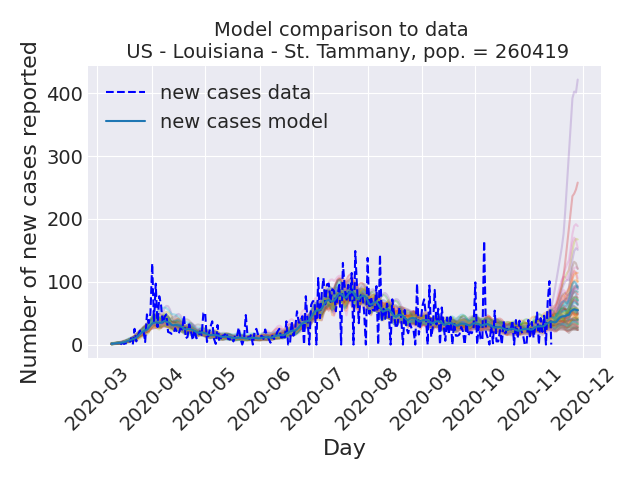 Model comparison to data
US - Louisiana - St. Tammany, pop. = 260419
Number of new cases reported
400
300
200
100
0
new cases data
new cases model
2020-03
2020-04
2020-05
2020-06
2020-07
2020-08
2020-09
2020-10
2020-11
2020-12
Day